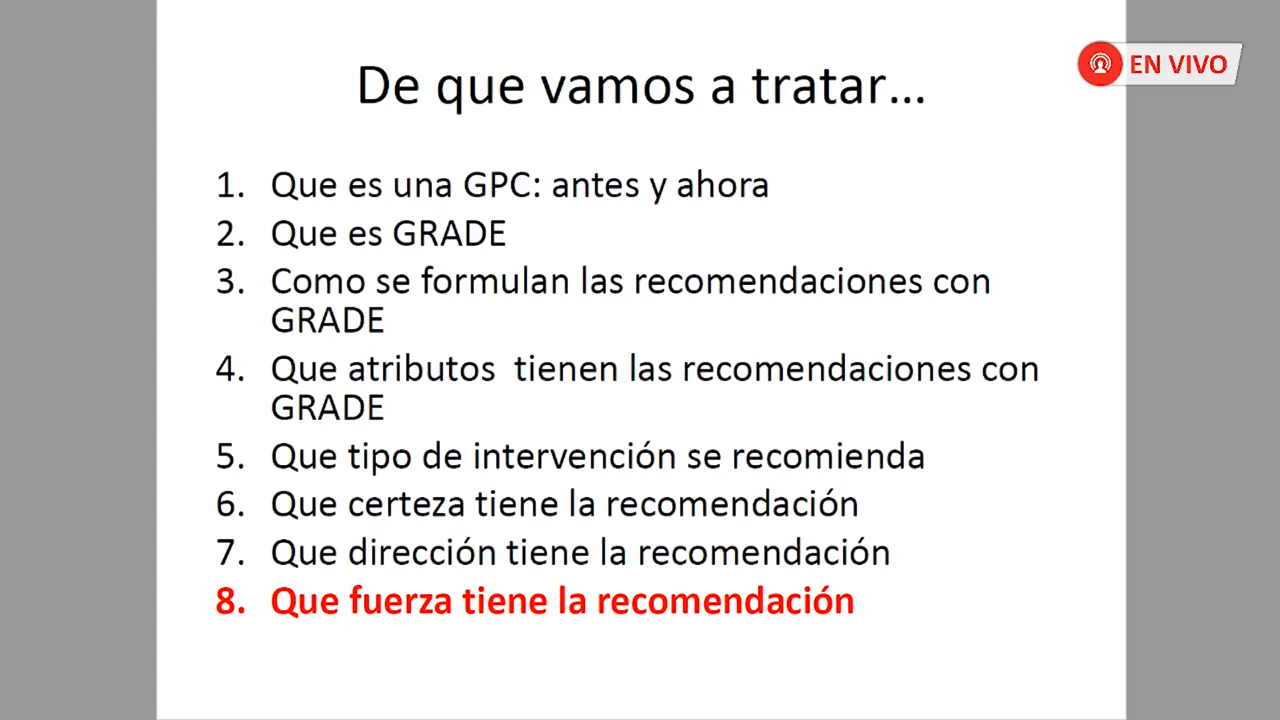 De que vamos a tratar...
EN VIVO
1. Que es una GPC: antes y ahora
2. Que es GRADE
3. Como se formulan las recomendaciones con
GRADE
4. Que atributos  tienen las recomendaciones con
GRADE
5. Que tipo de intervención se recomienda
6. Que certeza tiene la recomendación
7. Que dirección tiene la recomendación
8. Que fuerza tiene la recomendación